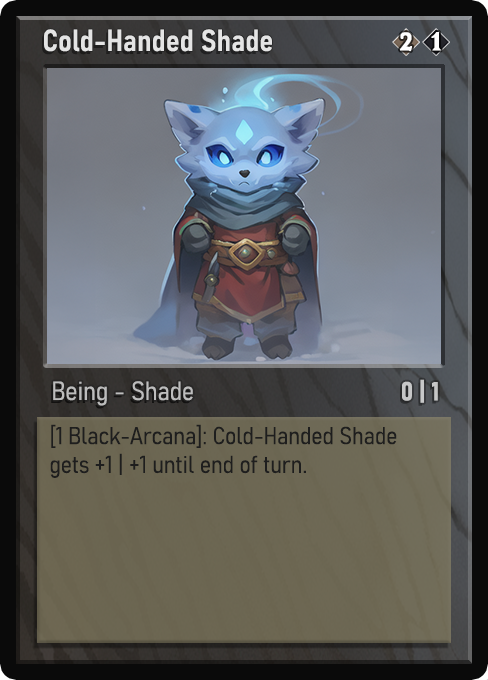 Cold-Handed Shade 2 1
Being - Shade 0|1
[1 Black-Arcana]: Cold-Handed Shade
gets +1 | +1 until end of turn.